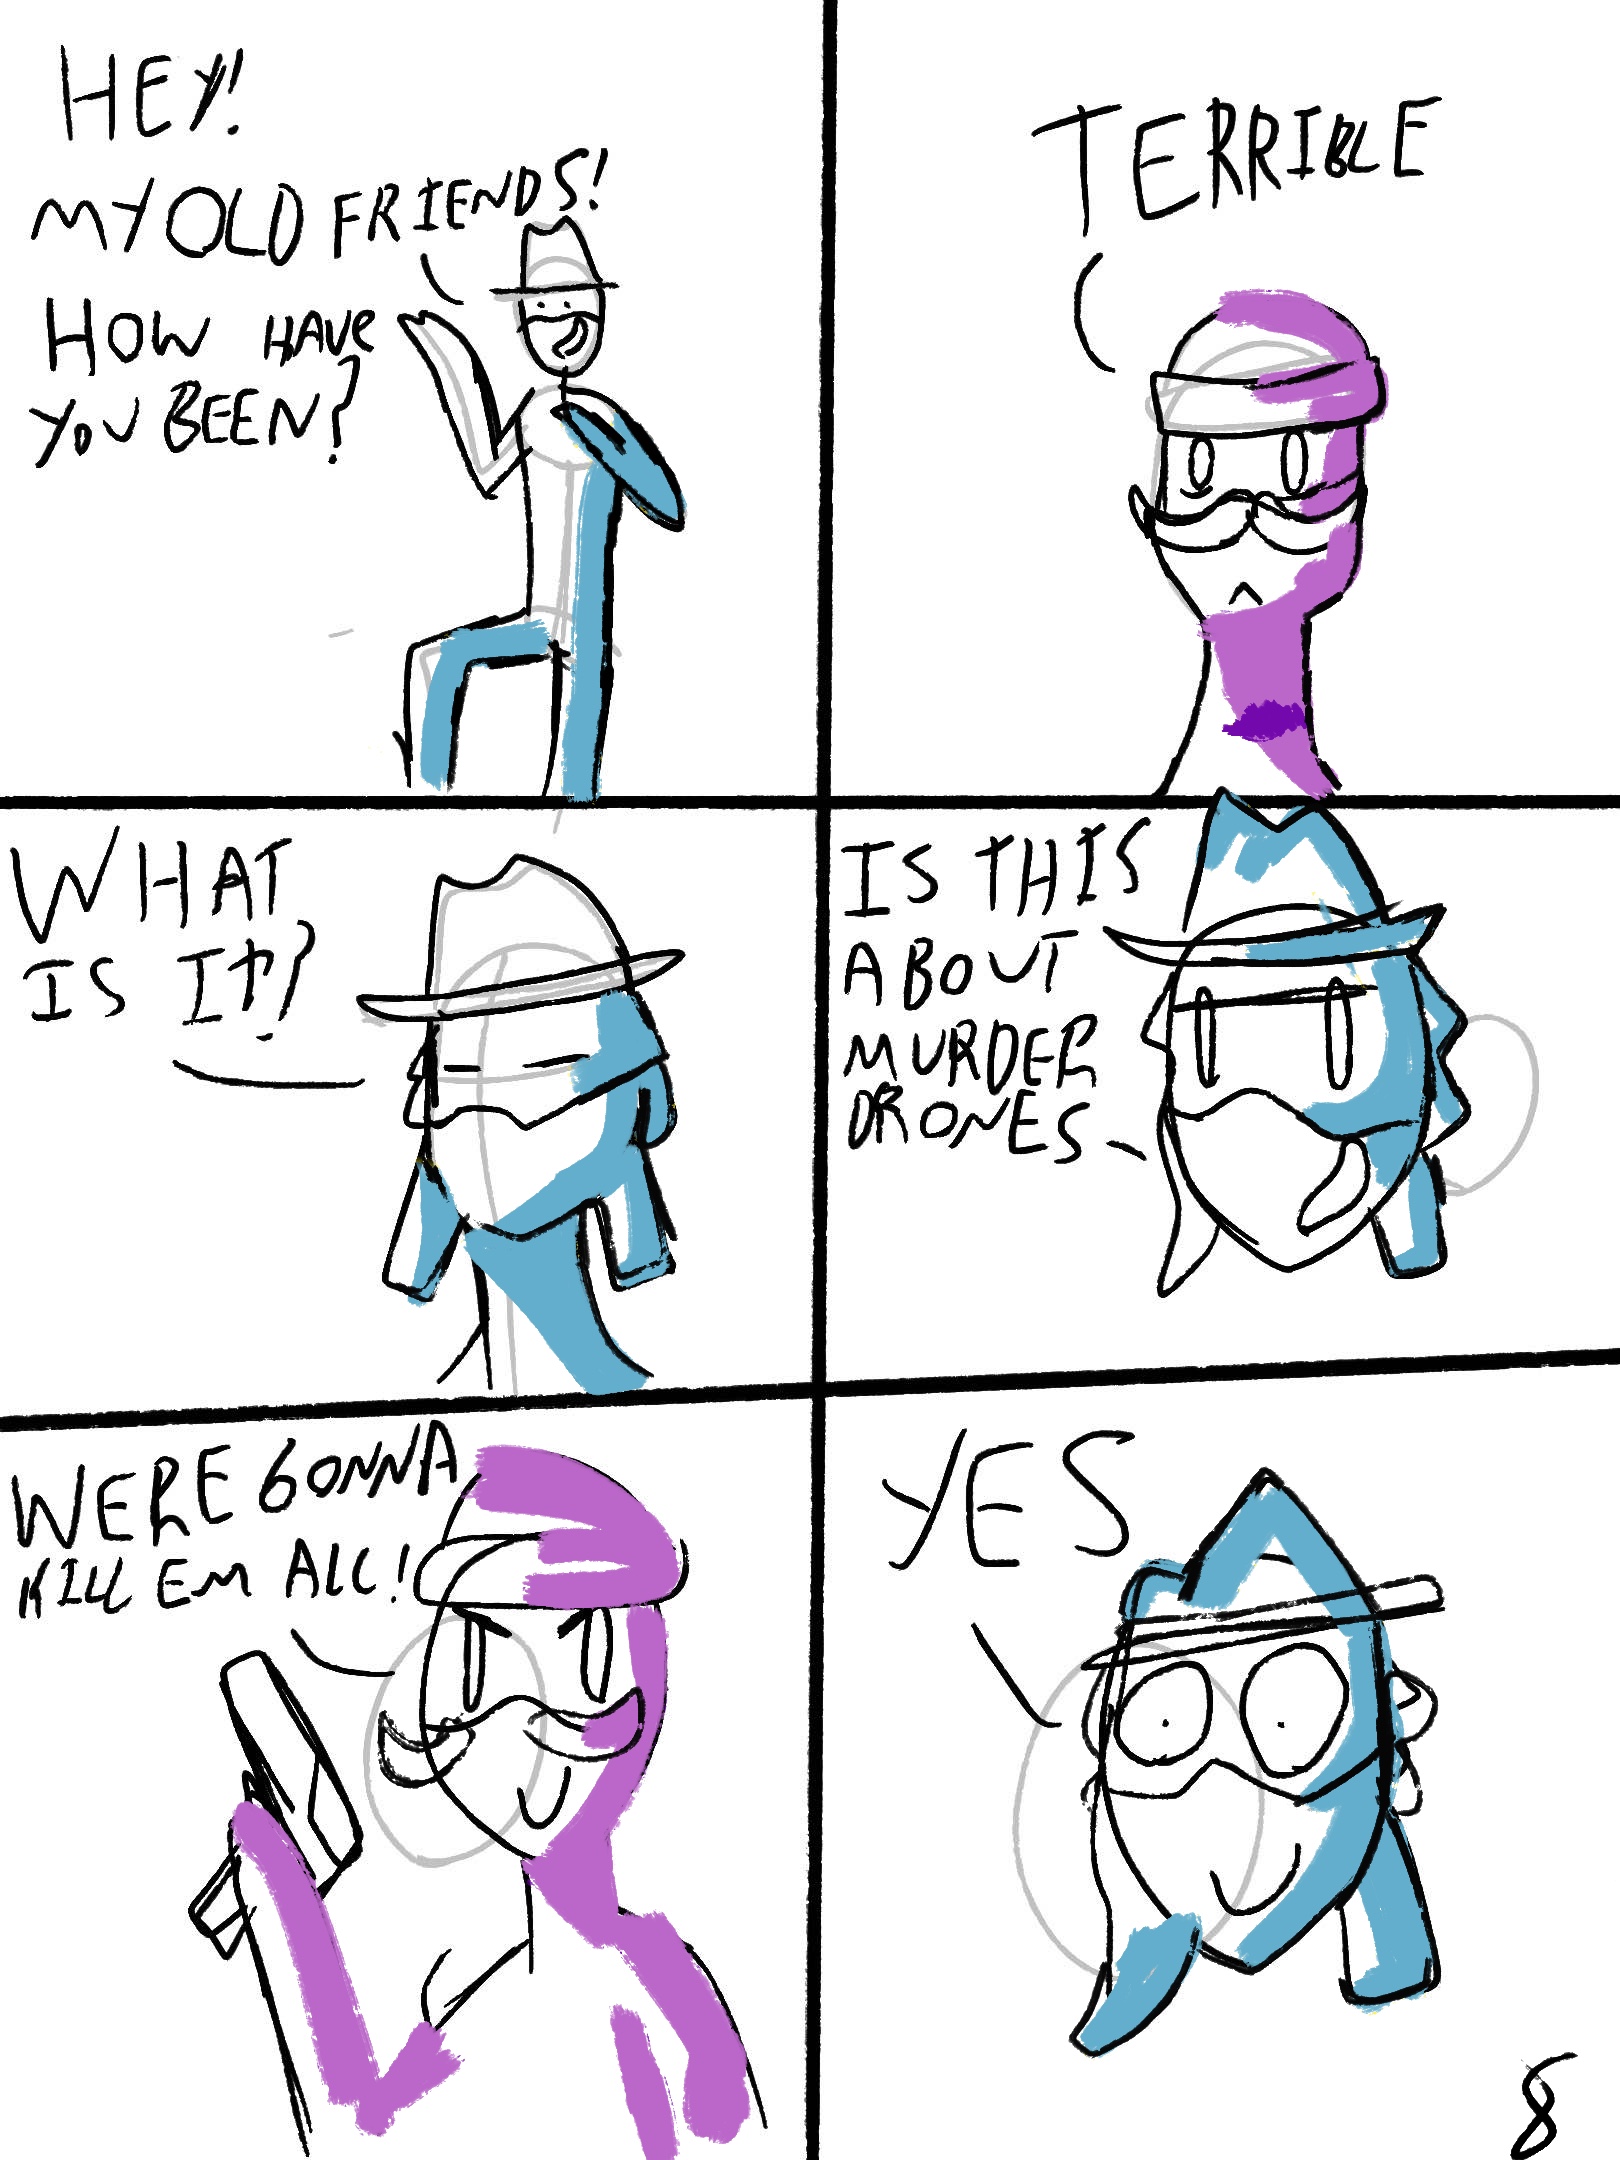 HEY!
MY OLD FRIENDS!
HOW HAVE
YOU BEEN?
TERRIBLE
WHAT
IS IT?
IS THIS
ABOUT
MURDER
DRONES
WERE GONNA
KILL EM ALL!
YES
8